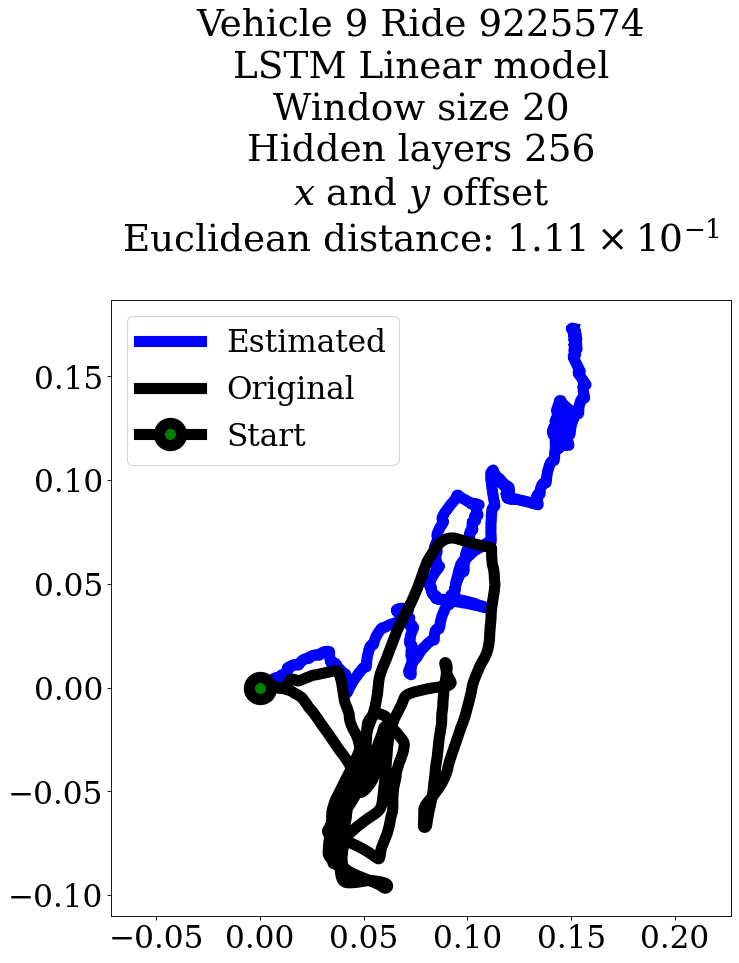 Vehicle 9 Ride 9225574
LSTM Linear model
Window size 20
Hidden layers 256
x and y offset
Euclidean distance: 1.11 × 10⁻¹
Estimated
Original
Start
0.15
0.10
0.05
0.00
−0.05
−0.10
−0.05 0.00 0.05 0.10 0.15 0.20